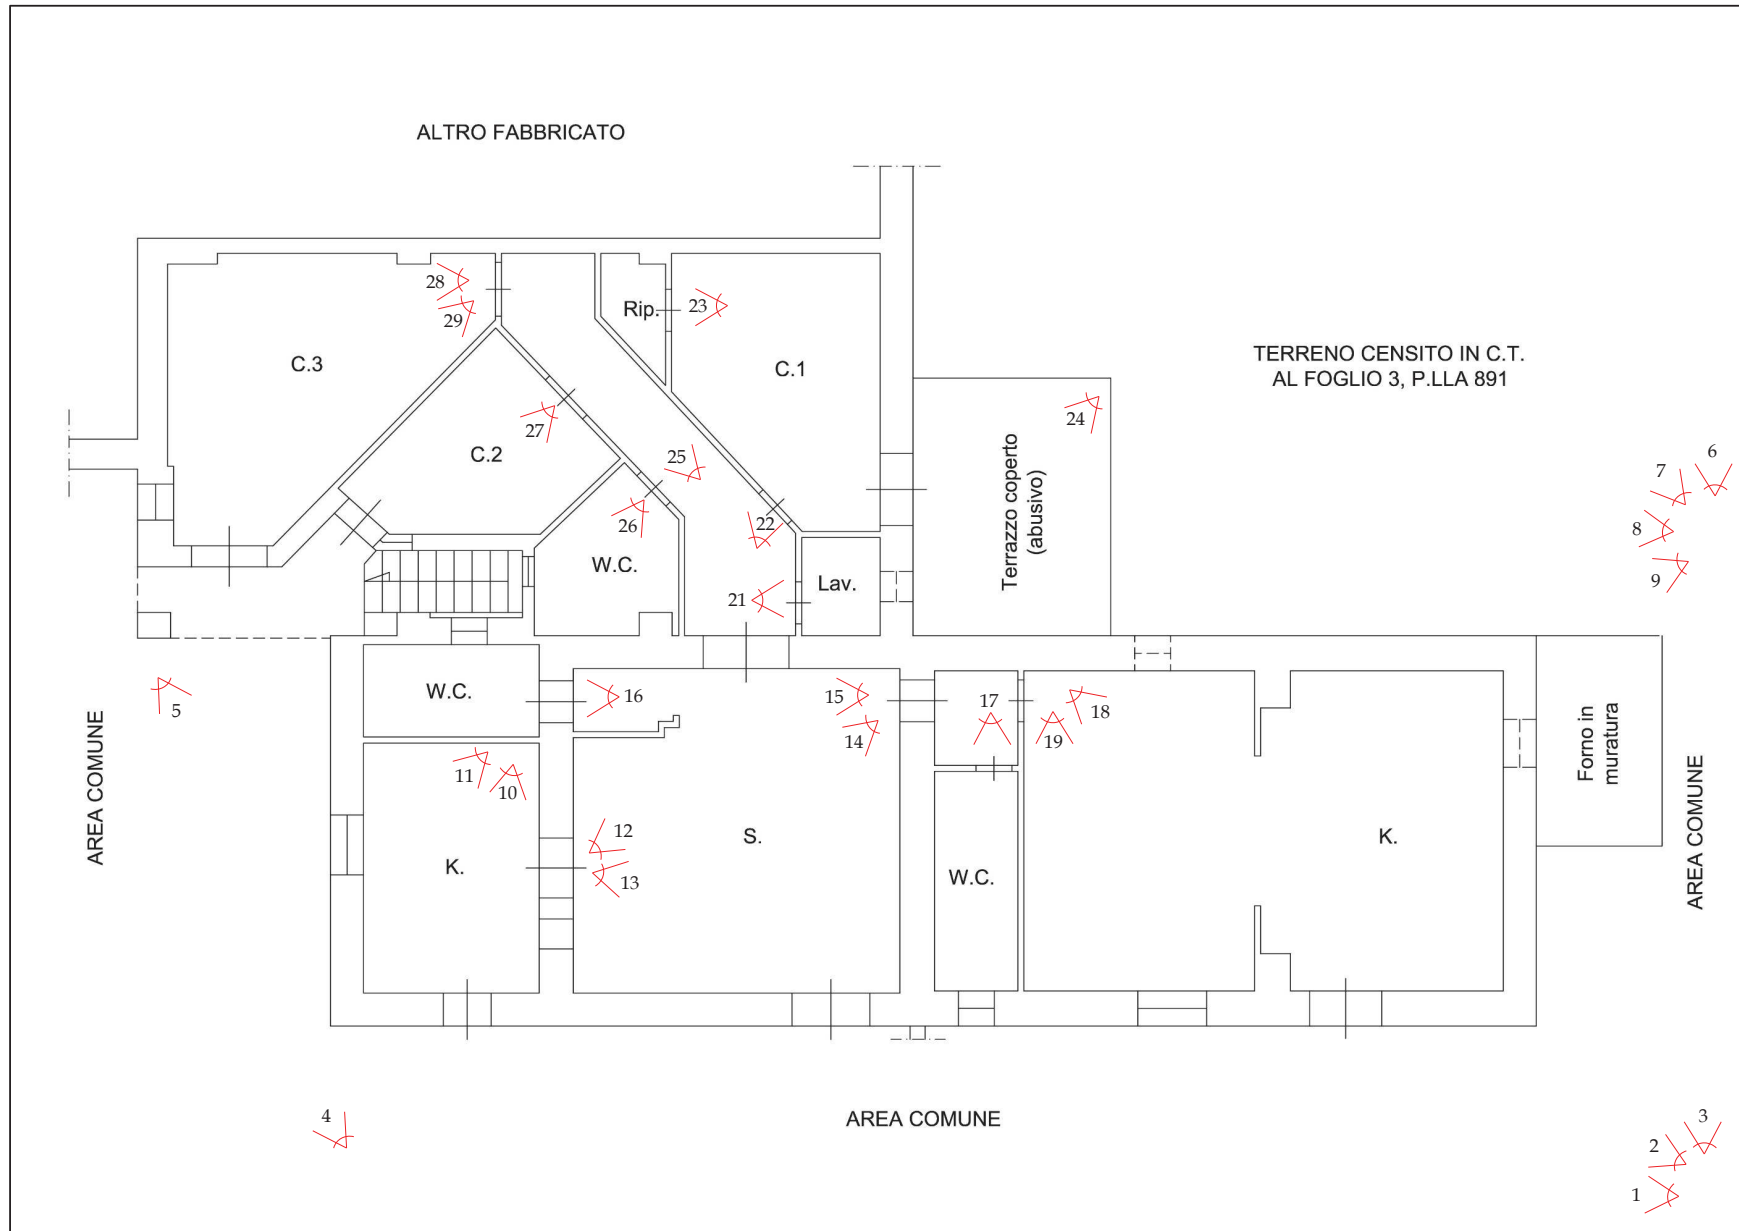 ALTRO FABBRICATO
28
29
Rip.
23
C.3
C.1
TERRENO CENSITO IN C.T.
AL FOGLIO 3, P.LLA 891
27
24
C.2
25
Terrazzo coperto
(abusivo)
6
7
8
9
26
22
W.C.
21
Lav.
5
W.C.
16
15
14
17
18
19
AREA COMUNE
11
10
12
13
K.
S.
W.C.
K.
Forno in
muratura
AREA COMUNE
4
AREA COMUNE
3
2
1